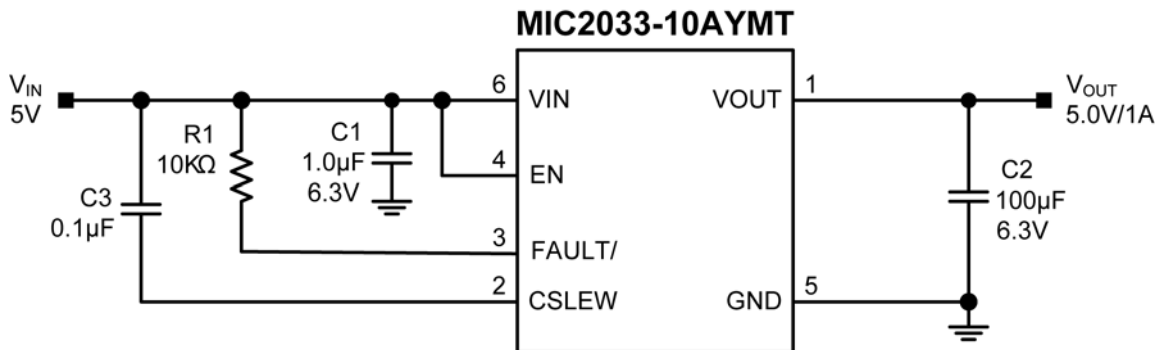 MIC2033-10AYMT
VIN
5V
R1
10KΩ
C1
1.0µF
6.3V
C3
0.1µF
6
VIN
4
EN
3
FAULT/
2
CSLEW
VOUT
1
GND
5
VOUT
5.0V/1A
C2
100µF
6.3V